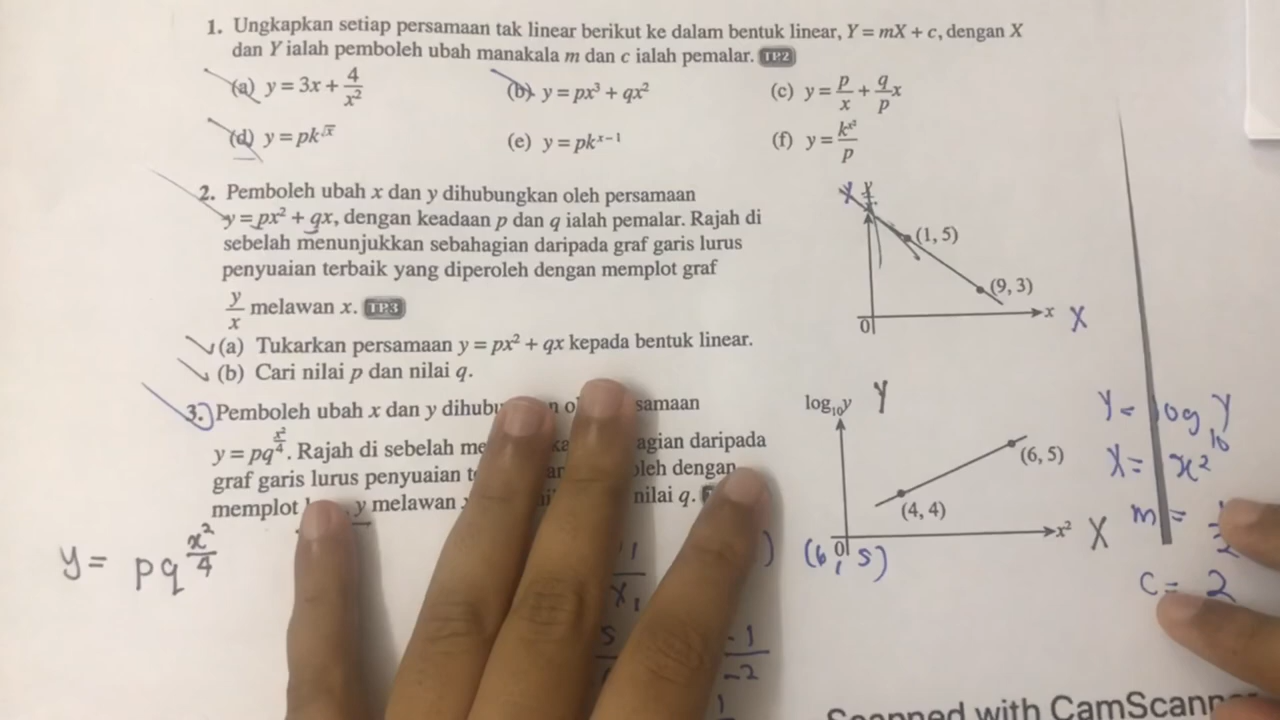 1. Ungkapkan setiap persamaan tak linear berikut ke dalam bentuk linear, Y = mX + c, dengan X
dan Y ialah pemboleh ubah manakala m dan c ialah pemalar. TP2
(a) y = 3x + 4/x²
(b) y = px³ + qx²
(c) y = p/x + q/p x
(d) y = pk^√x
(e) y = pk^(x−1)
(f) y = k^(x²)/p
2. Pemboleh ubah x dan y dihubungkan oleh persamaan
y = px² + qx, dengan keadaan p dan q ialah pemalar. Rajah di
sebelah menunjukkan sebahagian daripada graf garis lurus
penyuaian terbaik yang diperoleh dengan memplot graf
y/x melawan x. TP3
(a) Tukarkan persamaan y = px² + qx kepada bentuk linear.
(b) Cari nilai p dan nilai q.
(1, 5)
(9, 3)
0
x X
3. Pemboleh ubah x dan y samaan
y = pq^(x²/4). Rajah di sebelah agian daripada
graf garis lurus penyuaian oleh dengan
memplot y melawan nilai q.
log₁₀y Y
(6, 5)
(4, 4)
0
x² X
(6, 5)
Y = log₁₀ y
X = x²
m =
C = 2
y = pq^(x²/4)
-1
-2
Scanned with CamScanner